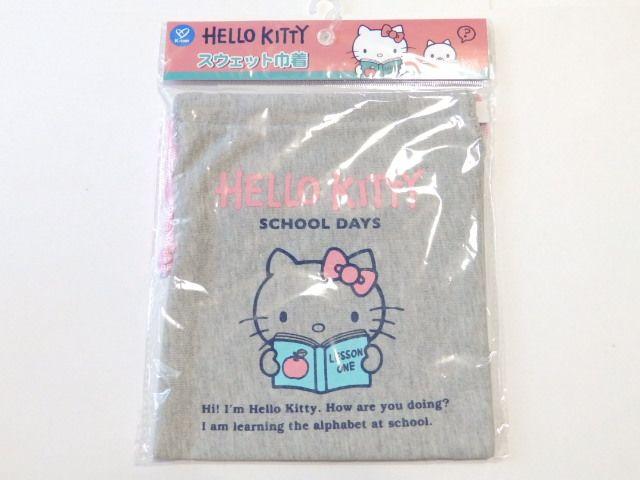 HELLO KITTY
スウェット巾着
?
HELLO KITTY
SCHOOL DAYS
LESSON
ONE
Hi! I'm Hello Kitty. How are you doing?
I am learning the alphabet at school.